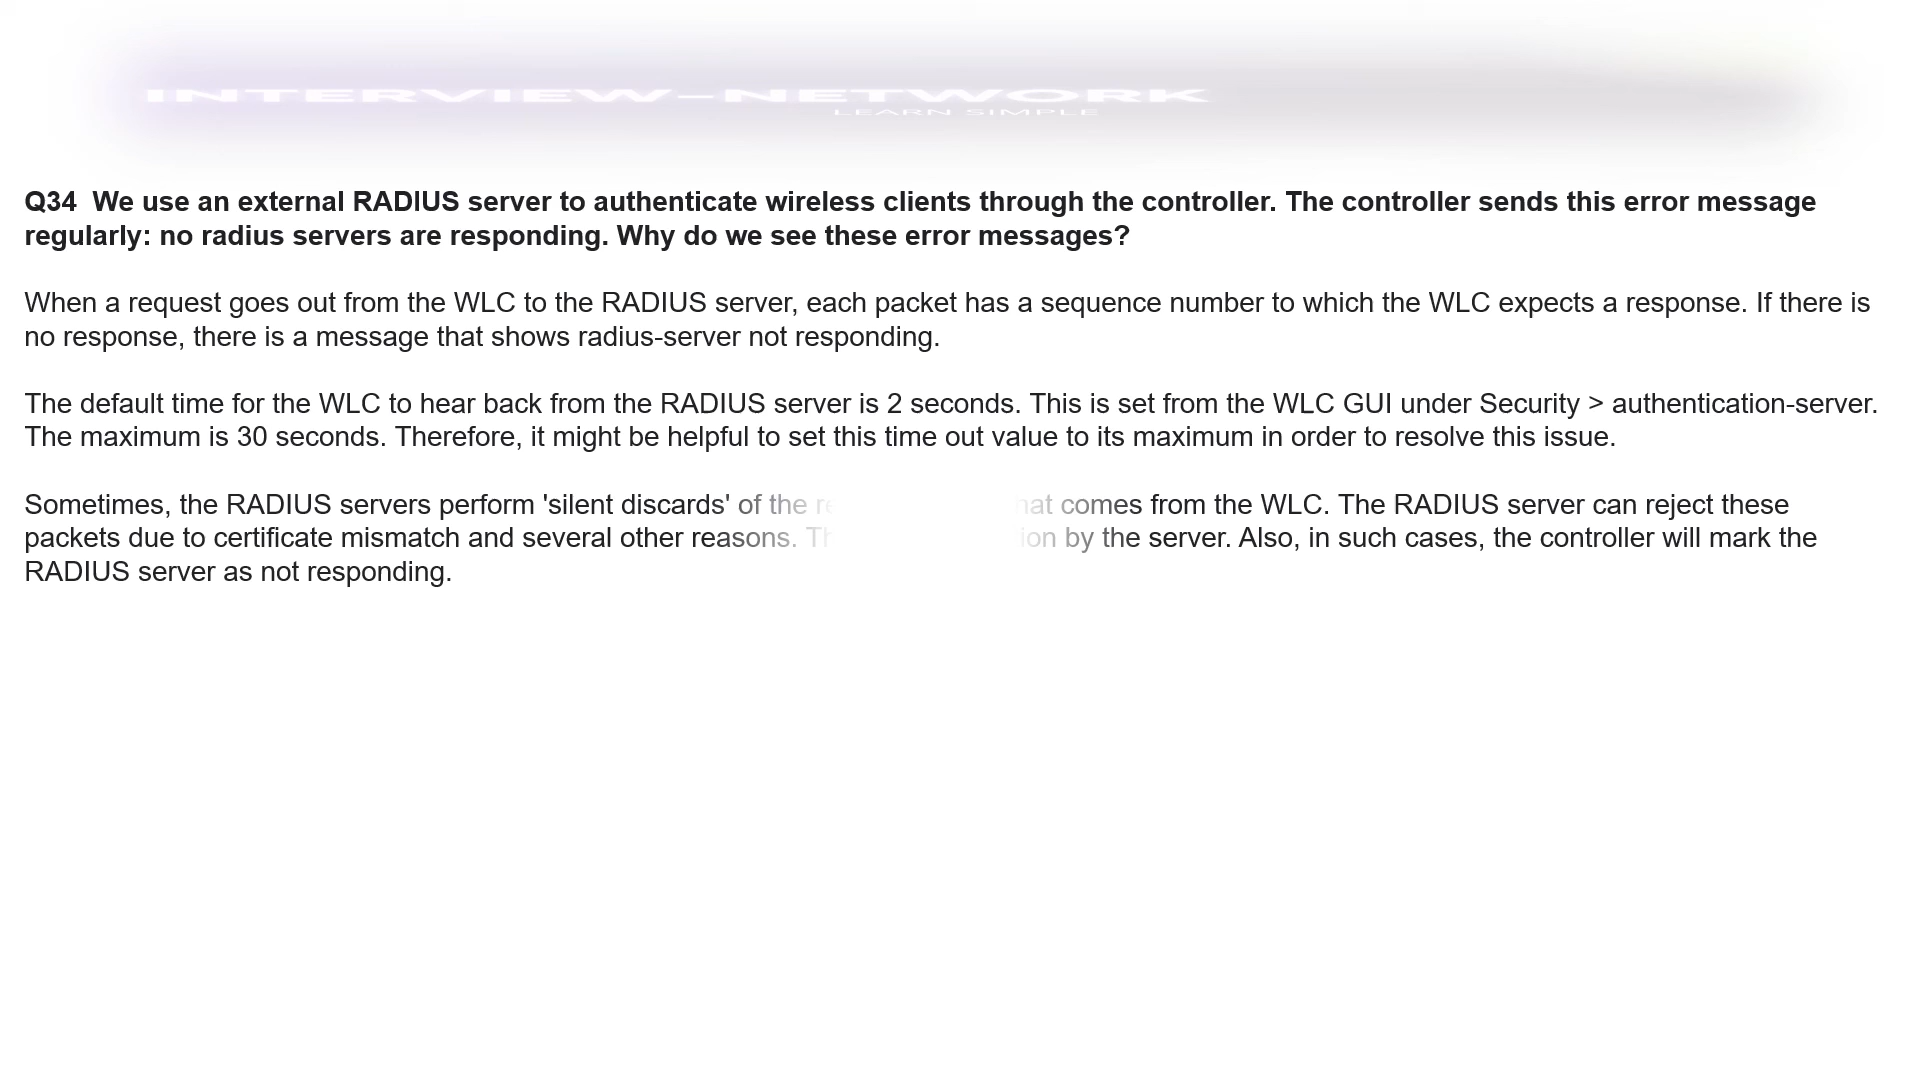 INTERVIEW-NETWORK
LEARN SIMPLE
Q34 We use an external RADIUS server to authenticate wireless clients through the controller. The controller sends this error message
regularly: no radius servers are responding. Why do we see these error messages?
When a request goes out from the WLC to the RADIUS server, each packet has a sequence number to which the WLC expects a response. If there is
no response, there is a message that shows radius-server not responding.
The default time for the WLC to hear back from the RADIUS server is 2 seconds. This is set from the WLC GUI under Security > authentication-server.
The maximum is 30 seconds. Therefore, it might be helpful to set this time out value to its maximum in order to resolve this issue.
Sometimes, the RADIUS servers perform 'silent discards' of the comes from the WLC. The RADIUS server can reject these
packets due to certificate mismatch and several other reasons. by the server. Also, in such cases, the controller will mark the
RADIUS server as not responding.